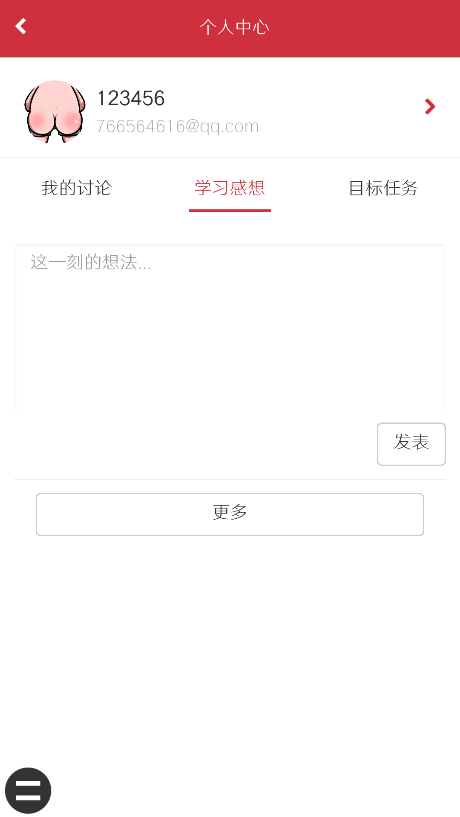 个人中心
123456
766564616@qq.com
我的讨论 学习感想 目标任务
这一刻的想法...
发表
更多